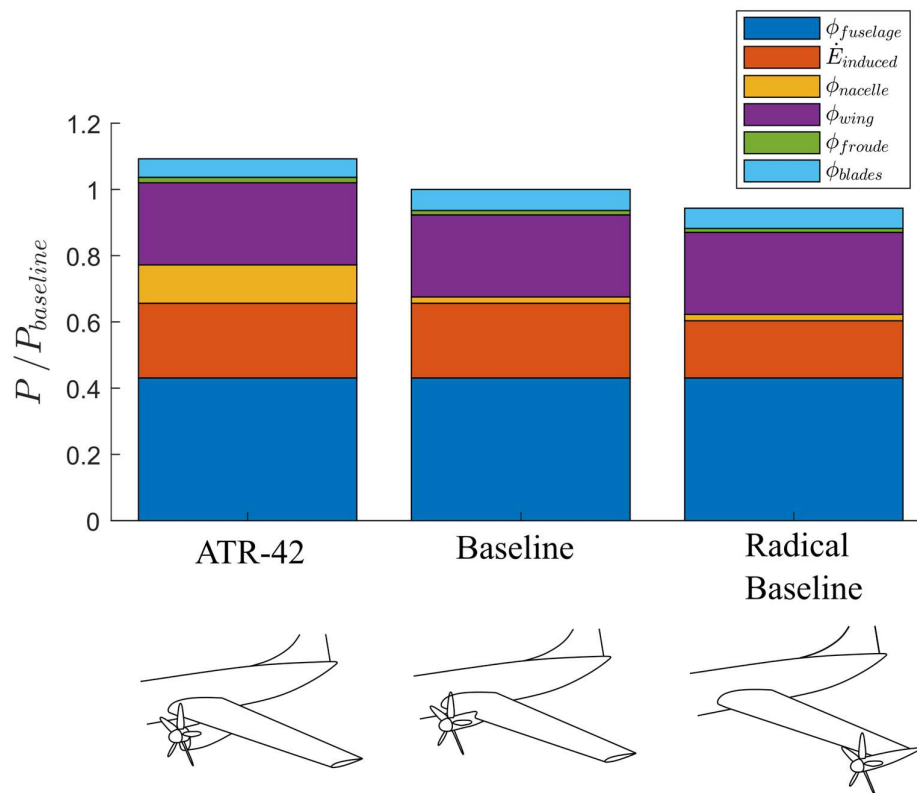 ϕfuselage
Ėinduced
ϕnacelle
ϕwing
ϕfroude
ϕblades
1.2
1
0.8
0.6
0.4
0.2
0
P / Pbaseline
ATR-42
Baseline
Radical
Baseline